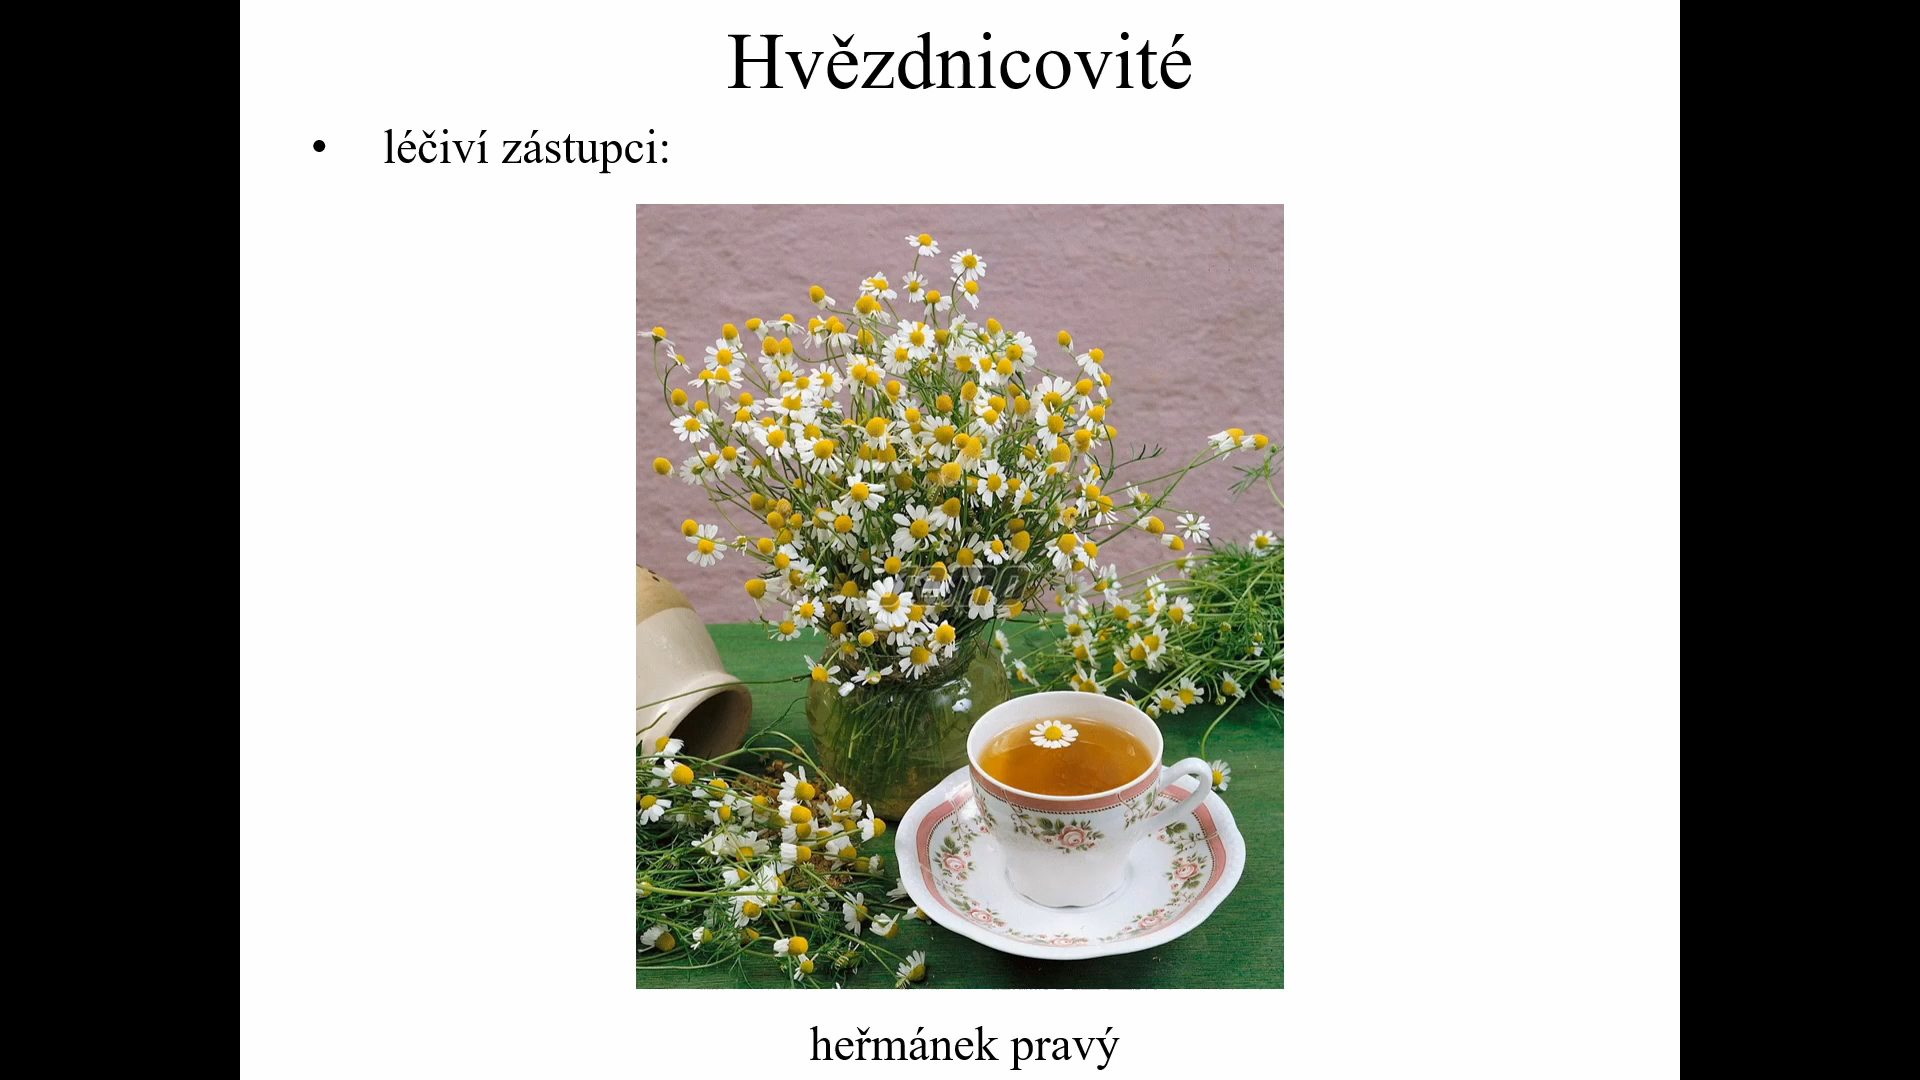 Hvězdnicovité
• léčiví zástupci:
heřmánek pravý